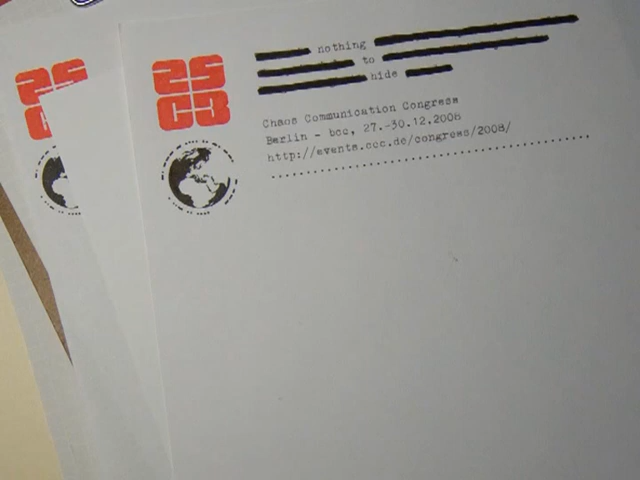 25
C3
nothing
to
hide
Chaos Communication Congress
Berlin - bcc, 27.-30.12.2008
http://events.ccc.de/congress/2008/
25